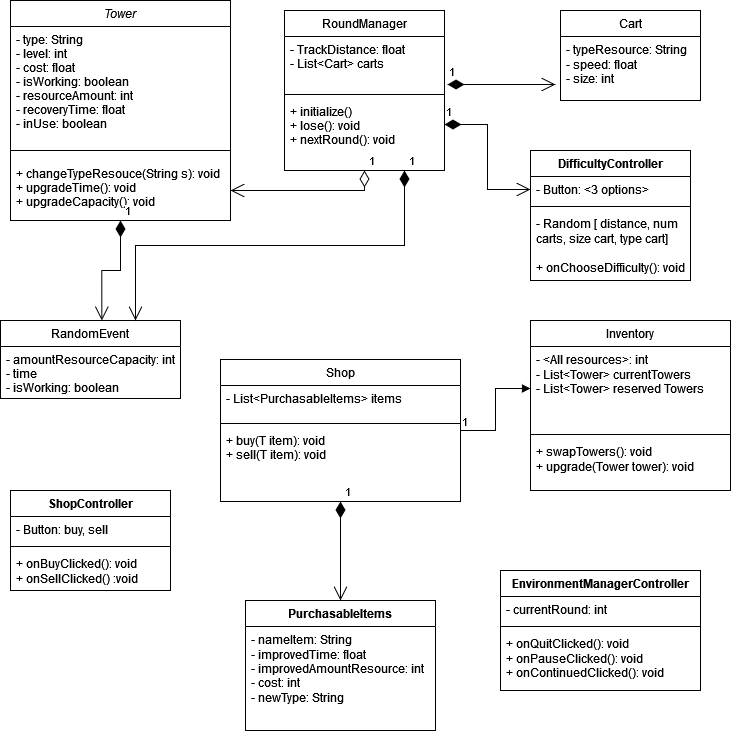 Tower
- type: String
- level: int
- cost: float
- isWorking: boolean
- resourceAmount: int
- recoveryTime: float
- inUse: boolean
+ changeTypeResouce(String s): void
+ upgradeTime(): void
+ upgradeCapacity(): void
1
RoundManager
- TrackDistance: float
- List<Cart> carts
+ initialize()
+ lose(): void
+ nextRound(): void
1
1
1
1
Cart
- typeResource: String
- speed: float
- size: int
DifficultyController
- Button: <3 options>
- Random [ distance, num
carts, size cart, type cart]
+ onChooseDifficulty(): void
RandomEvent
- amountResourceCapacity: int
- time
- isWorking: boolean
Shop
- List<PurchasableItems> items
+ buy(T item): void
+ sell(T item): void
1
1
Inventory
- <All resources>: int
- List<Tower> currentTowers
- List<Tower> reserved Towers
+ swapTowers(): void
+ upgrade(Tower tower): void
ShopController
- Button: buy, sell
+ onBuyClicked(): void
+ onSellClicked() :void
PurchasableItems
- nameItem: String
- improvedTime: float
- improvedAmountResource: int
- cost: int
- newType: String
EnvironmentManagerController
- currentRound: int
+ onQuitClicked(): void
+ onPauseClicked(): void
+ onContinuedClicked(): void